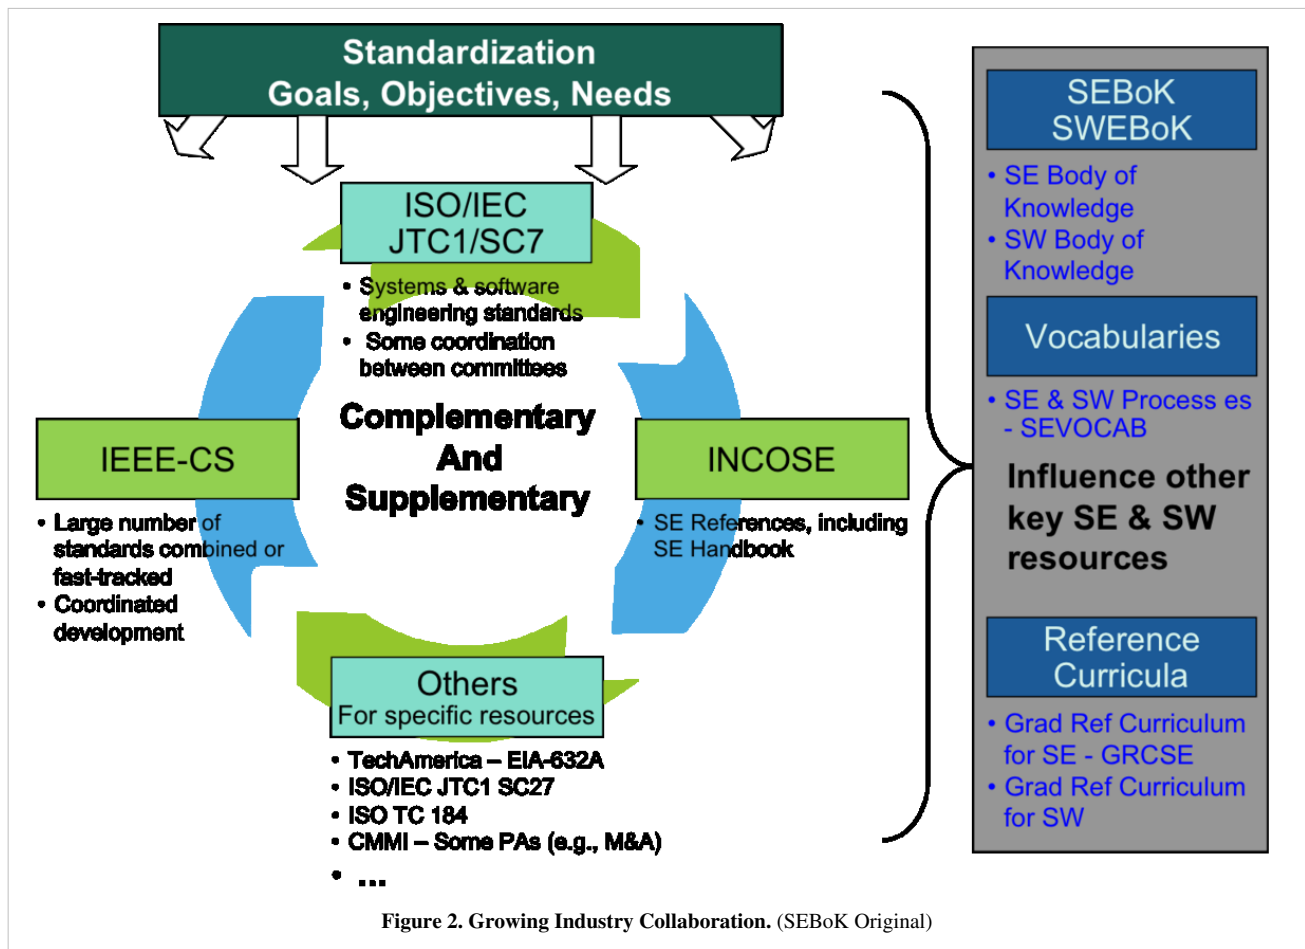 Standardization
Goals, Objectives, Needs
ISO/IEC
JTC1/SC7
• Systems & software
engineering standards
• Some coordination
between committees
Complementary
And
Supplementary
IEEE-CS
• Large number of
standards combined or
fast-tracked
• Coordinated
development
INCOSE
• SE References, including
SE Handbook
Others
For specific resources
• TechAmerica – EIA-632A
• ISO/IEC JTC1 SC27
• ISO TC 184
• CMMI – Some PAs (e.g., M&A)
• ...
SEBoK
SWEBoK
• SE Body of
Knowledge
• SW Body of
Knowledge
Vocabularies
• SE & SW Process es
- SEVOCAB
Influence other
key SE & SW
resources
Reference
Curricula
• Grad Ref Curriculum
for SE - GRCSE
• Grad Ref Curriculum
for SW
Figure 2. Growing Industry Collaboration. (SEBoK Original)